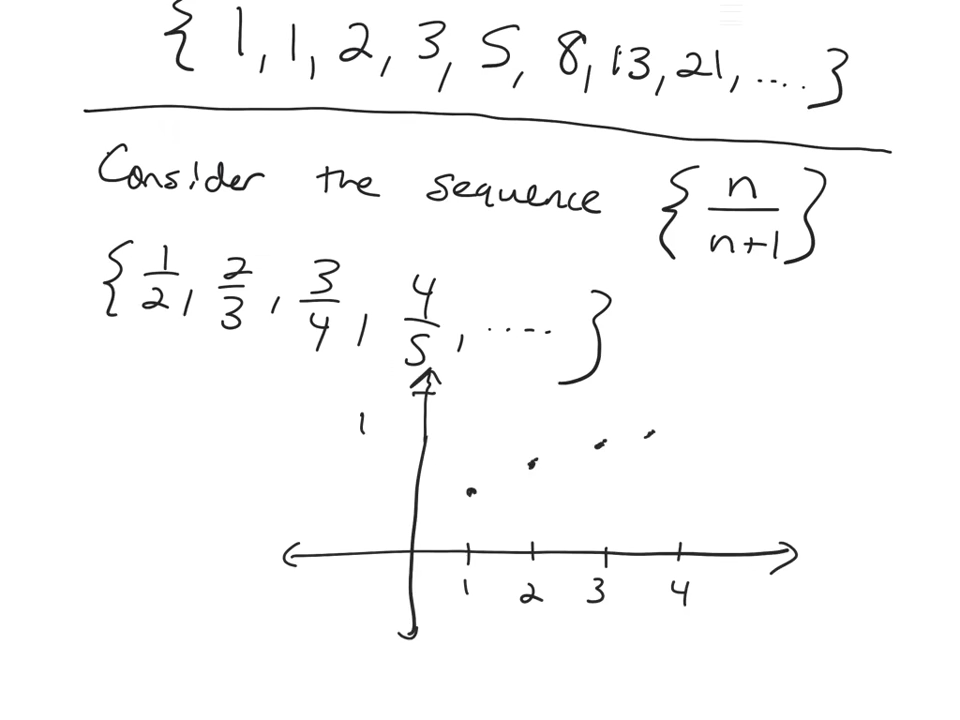 { 1, 1, 2, 3, 5, 8, 13, 21, .... }
Consider the sequence { n/n+1 }
{ 1/2, 2/3, 3/4, 4/5, .... }
1
1 2 3 4